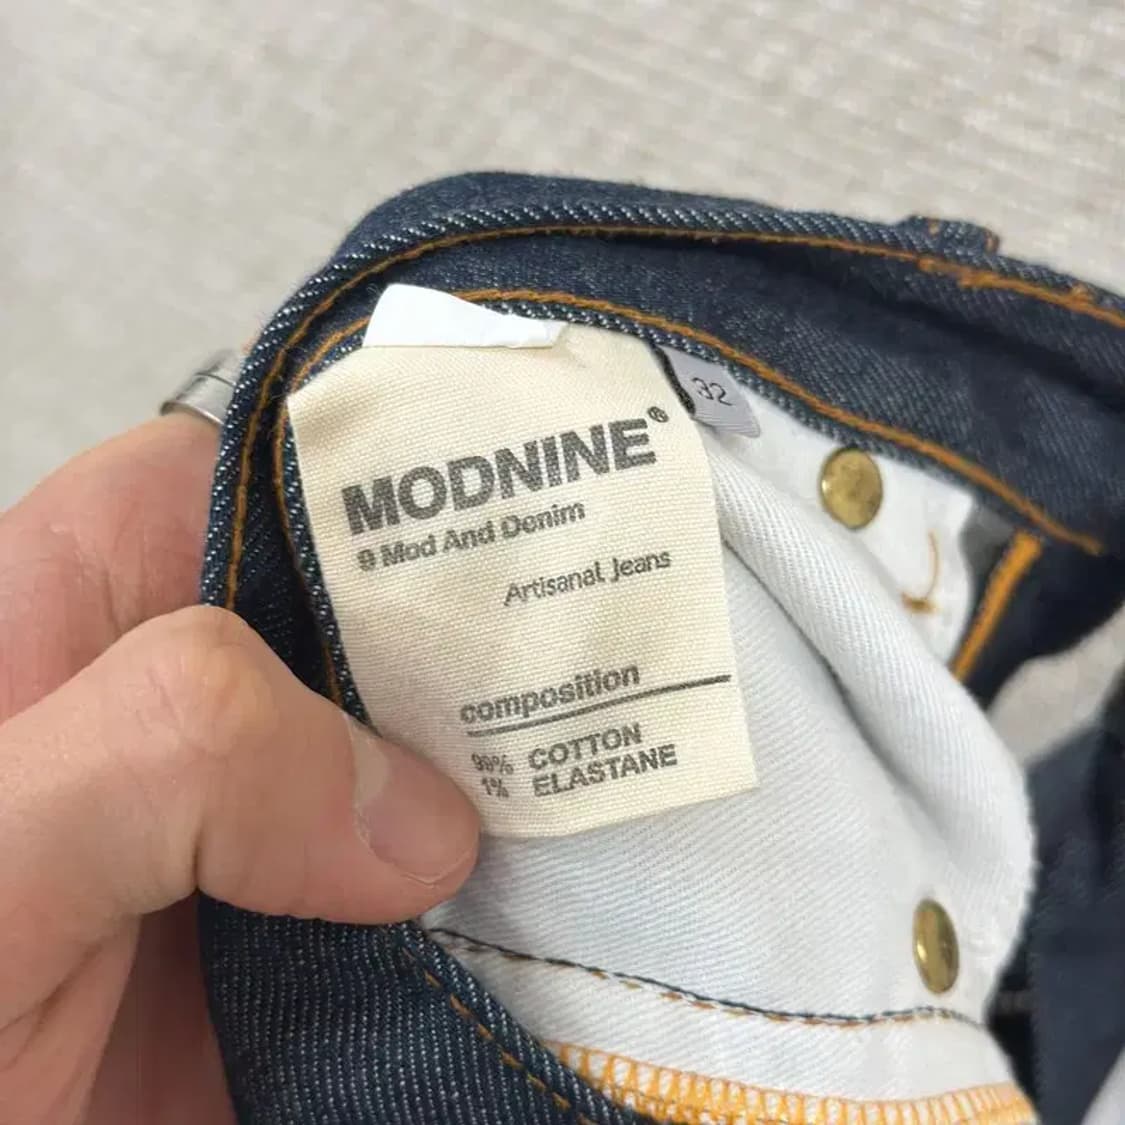 32
MODNINE®
9 Mod And Denim
Artisanal Jeans
composition
99% COTTON
1% ELASTANE